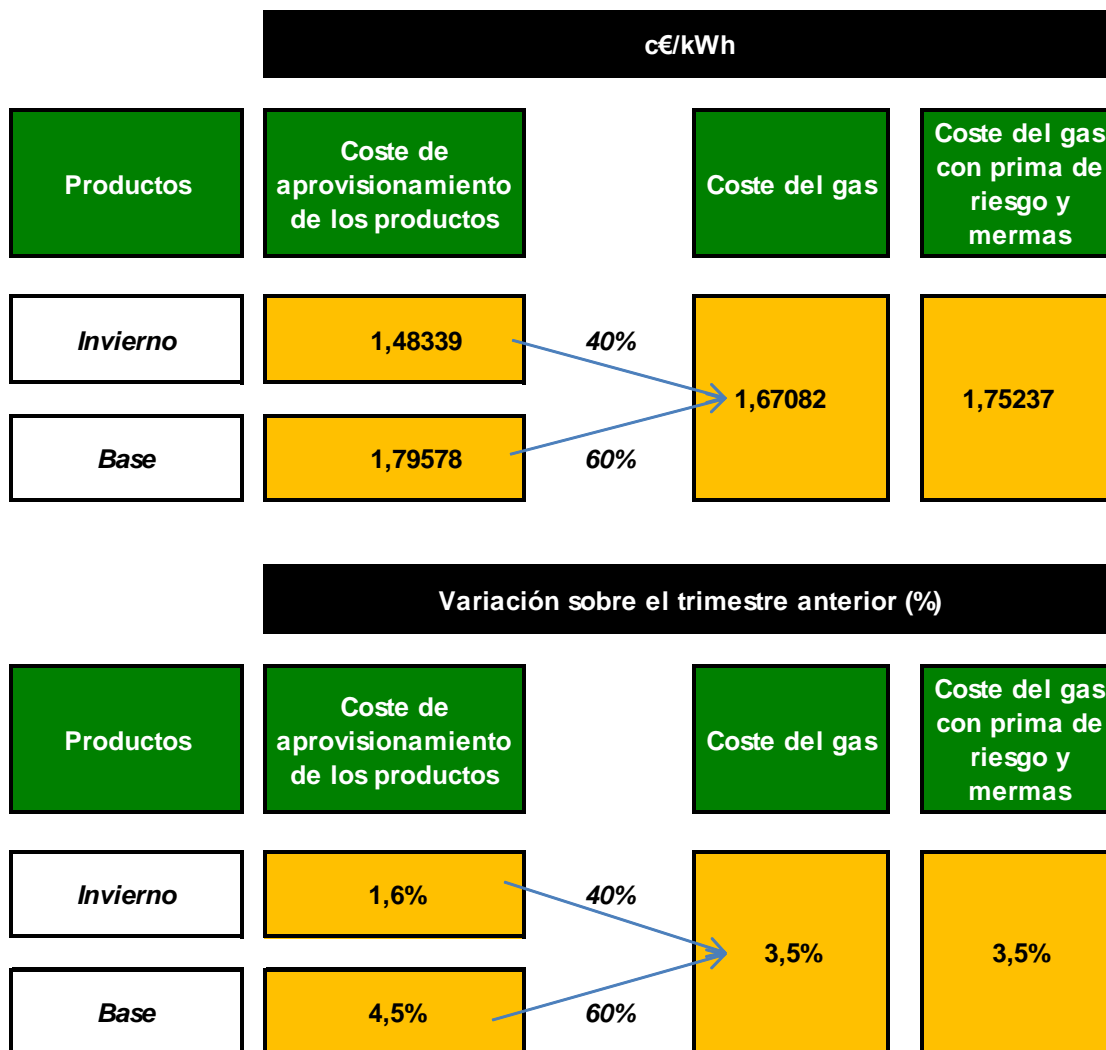 c€/kWh
Productos
Coste de
aprovisionamiento
de los productos
Coste del gas
Coste del gas
con prima de
riesgo y
mermas
Invierno
1,48339
40%
1,67082
1,75237
Base
1,79578
60%
Variación sobre el trimestre anterior (%)
Productos
Coste de
aprovisionamiento
de los productos
Coste del gas
Coste del gas
con prima de
riesgo y
mermas
Invierno
1,6%
40%
3,5%
3,5%
Base
4,5%
60%